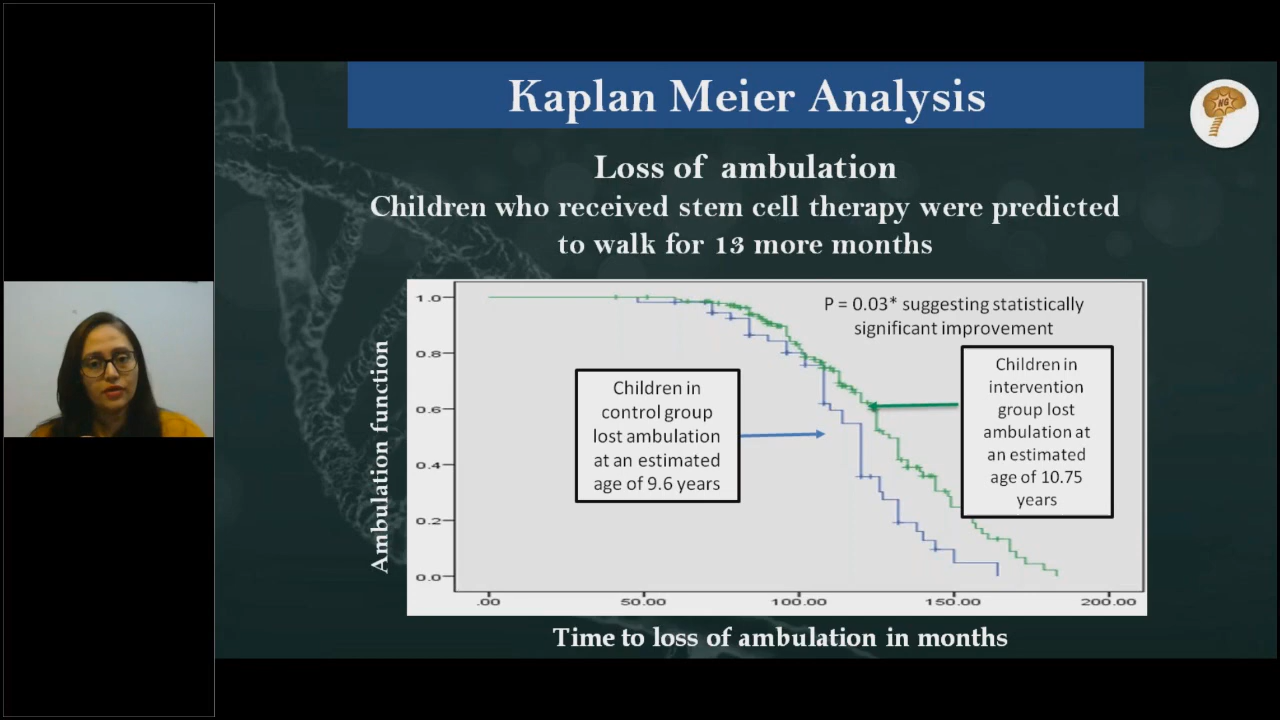 Kaplan Meier Analysis
NG
Loss of ambulation
Children who received stem cell therapy were predicted
to walk for 13 more months
P = 0.03* suggesting statistically
significant improvement
Children in
control group
lost ambulation
at an estimated
age of 9.6 years
Children in
intervention
group lost
ambulation at
an estimated
age of 10.75
years
Ambulation function
1.0
0.8
0.6
0.4
0.2
0.0
.00
50.00
100.00
150.00
200.00
Time to loss of ambulation in months